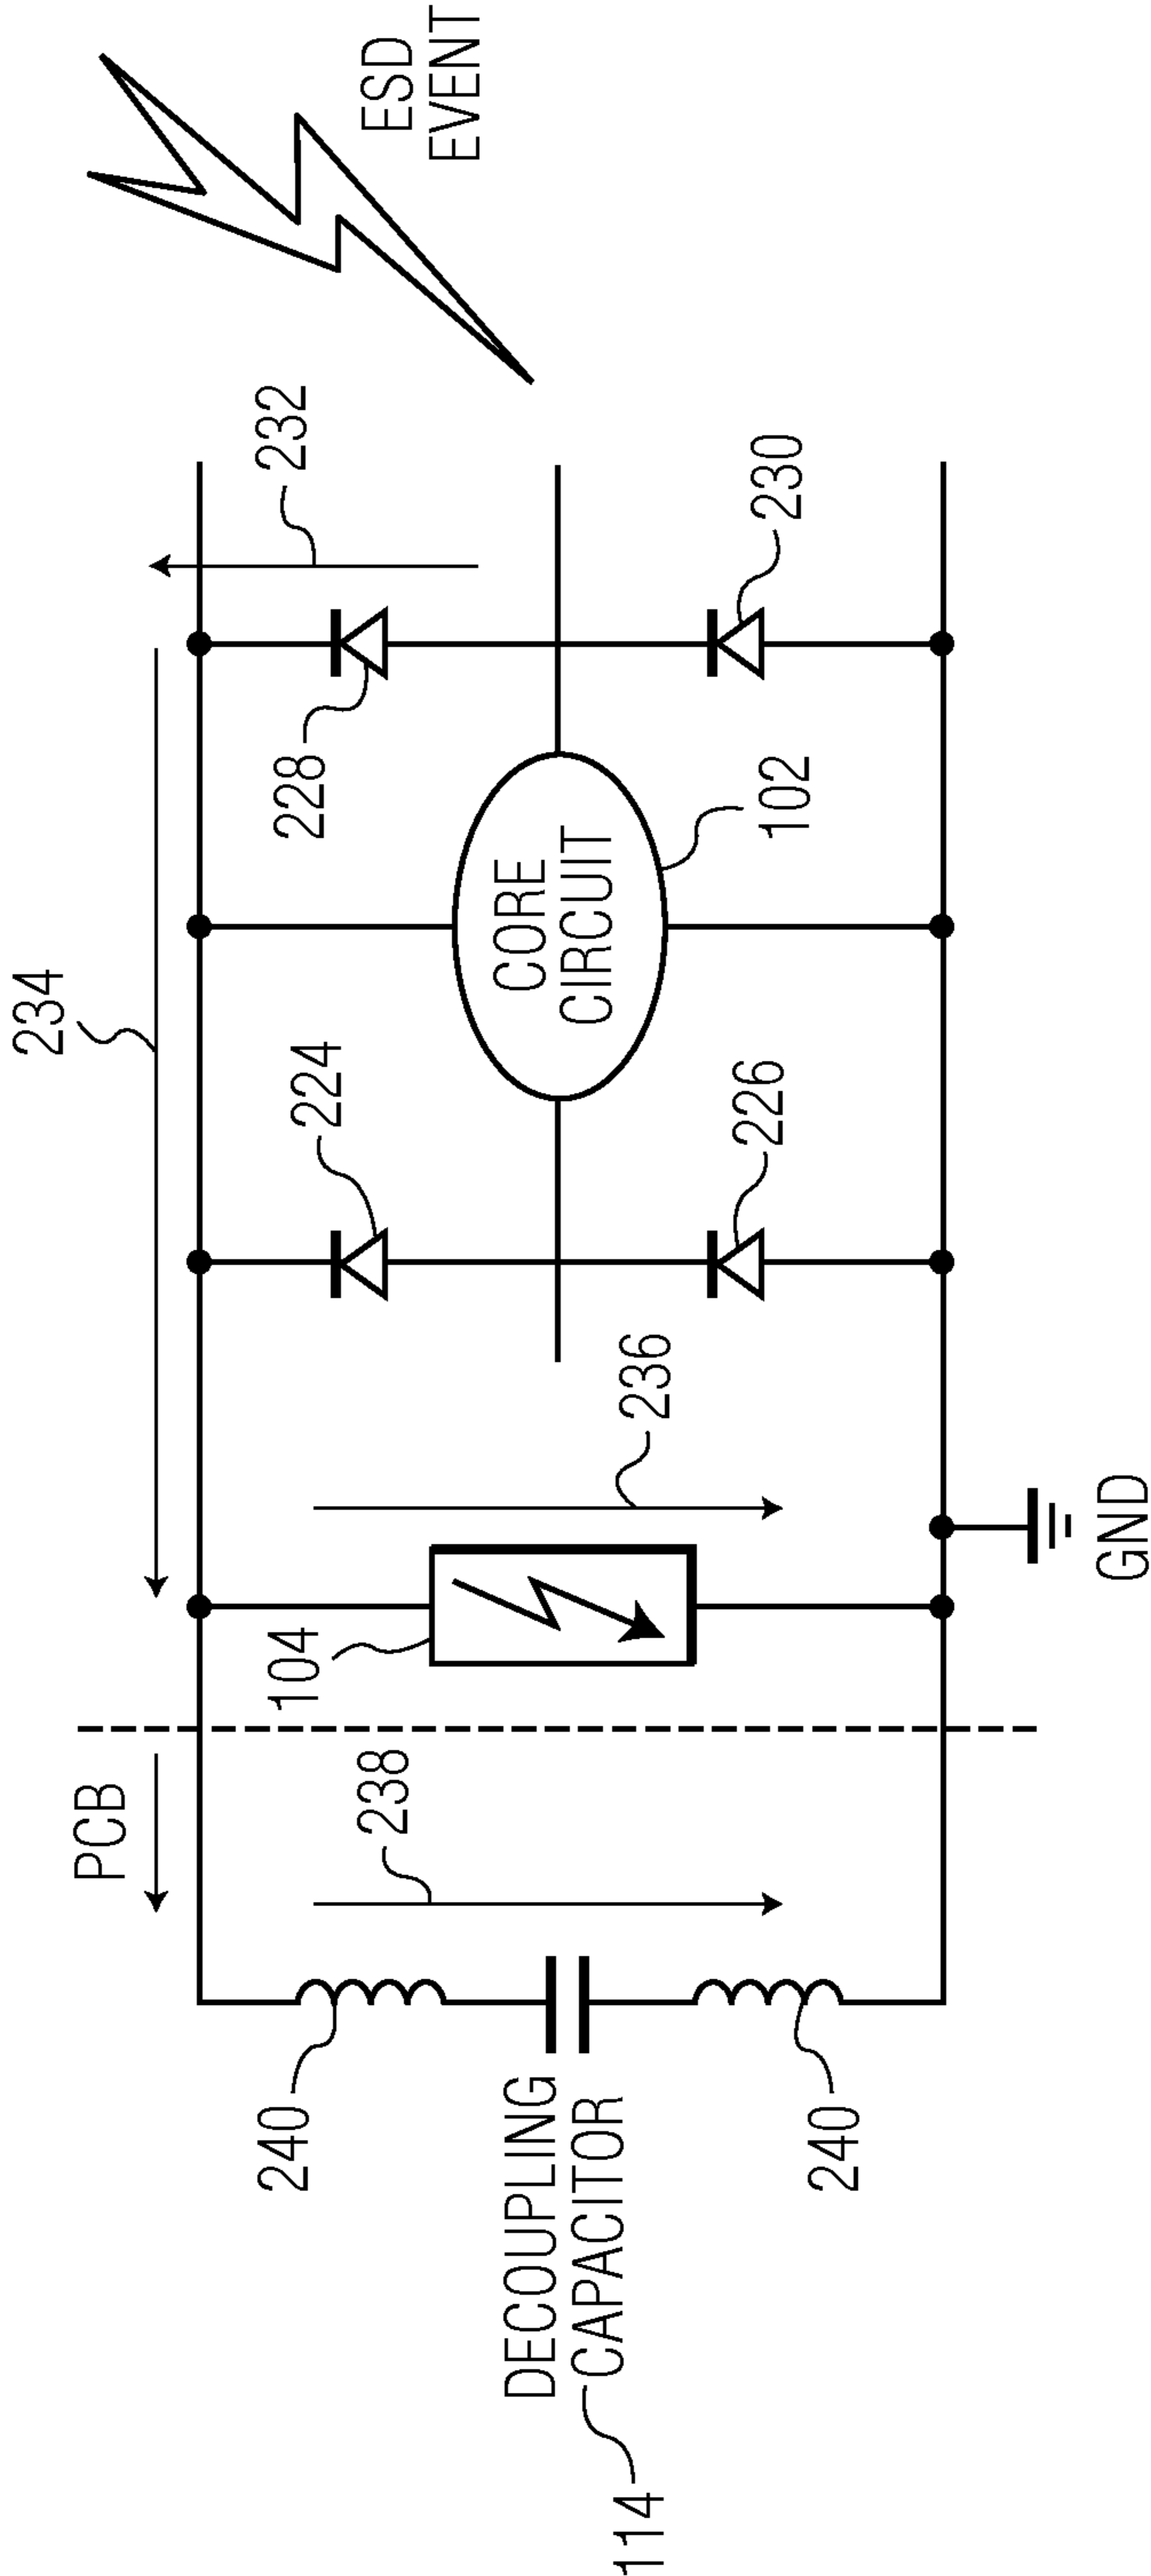 234
PCB
232
ESD
EVENT
228
224
104
238
240
236
CORE
CIRCUIT
230
102
226
DECOUPLING
CAPACITOR
114
240
GND